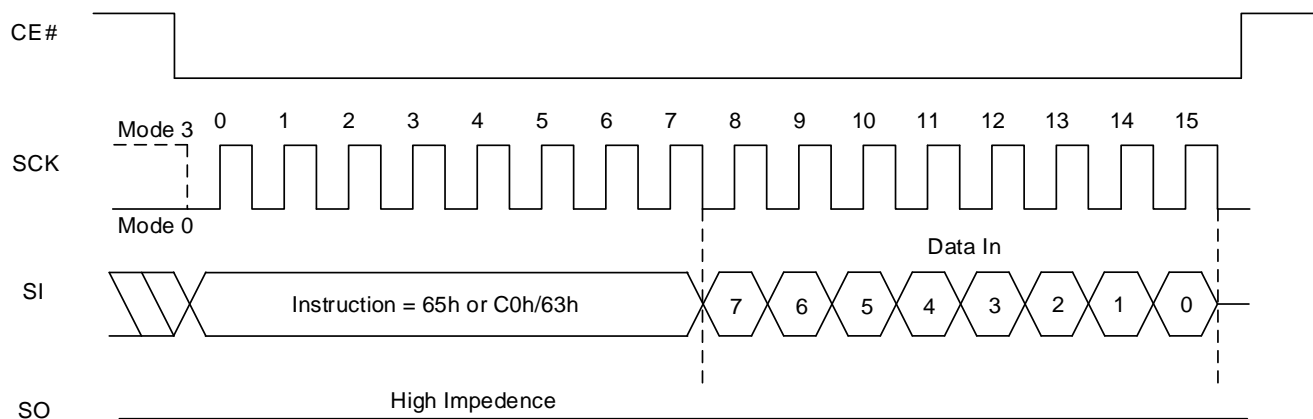 CE#
SCK
Mode 3
0 1 2 3 4 5 6 7 8 9 10 11 12 13 14 15
Mode 0
Data In
SI
Instruction = 65h or C0h/63h
7 6 5 4 3 2 1 0
SO
High Impedence